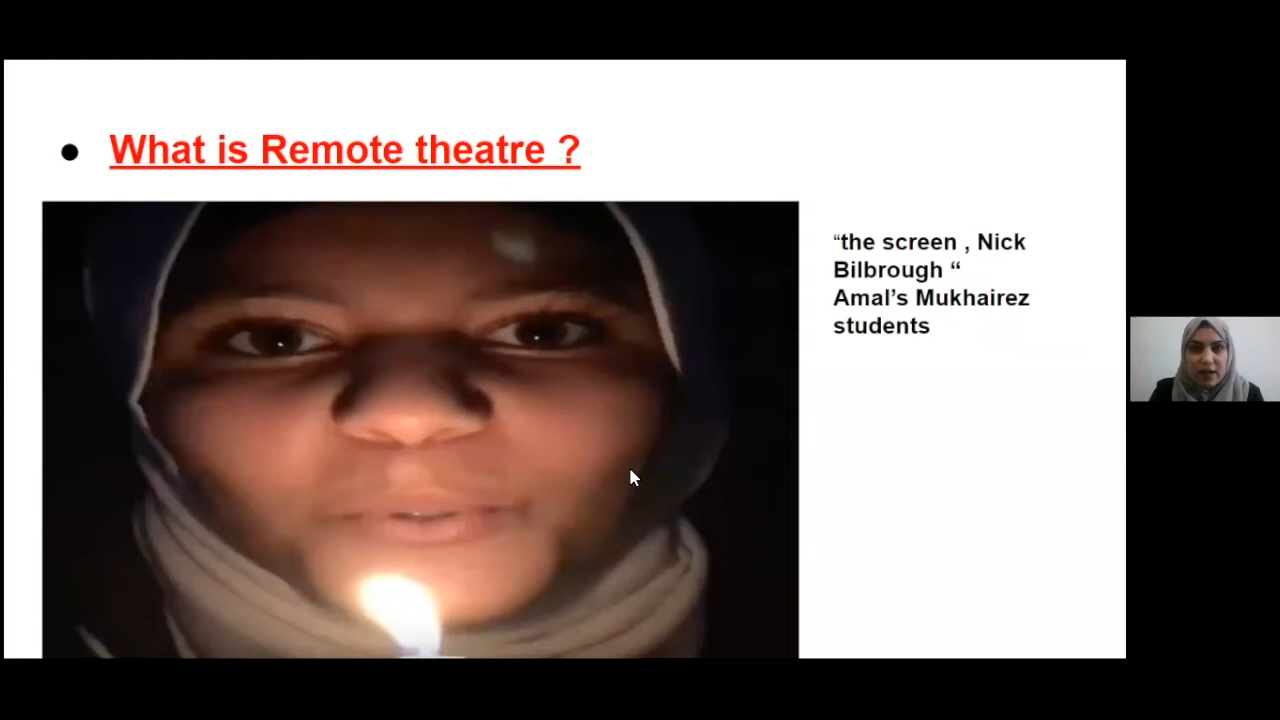 What is Remote theatre ?
“the screen , Nick
Bilbrough “
Amal’s Mukhairez
students